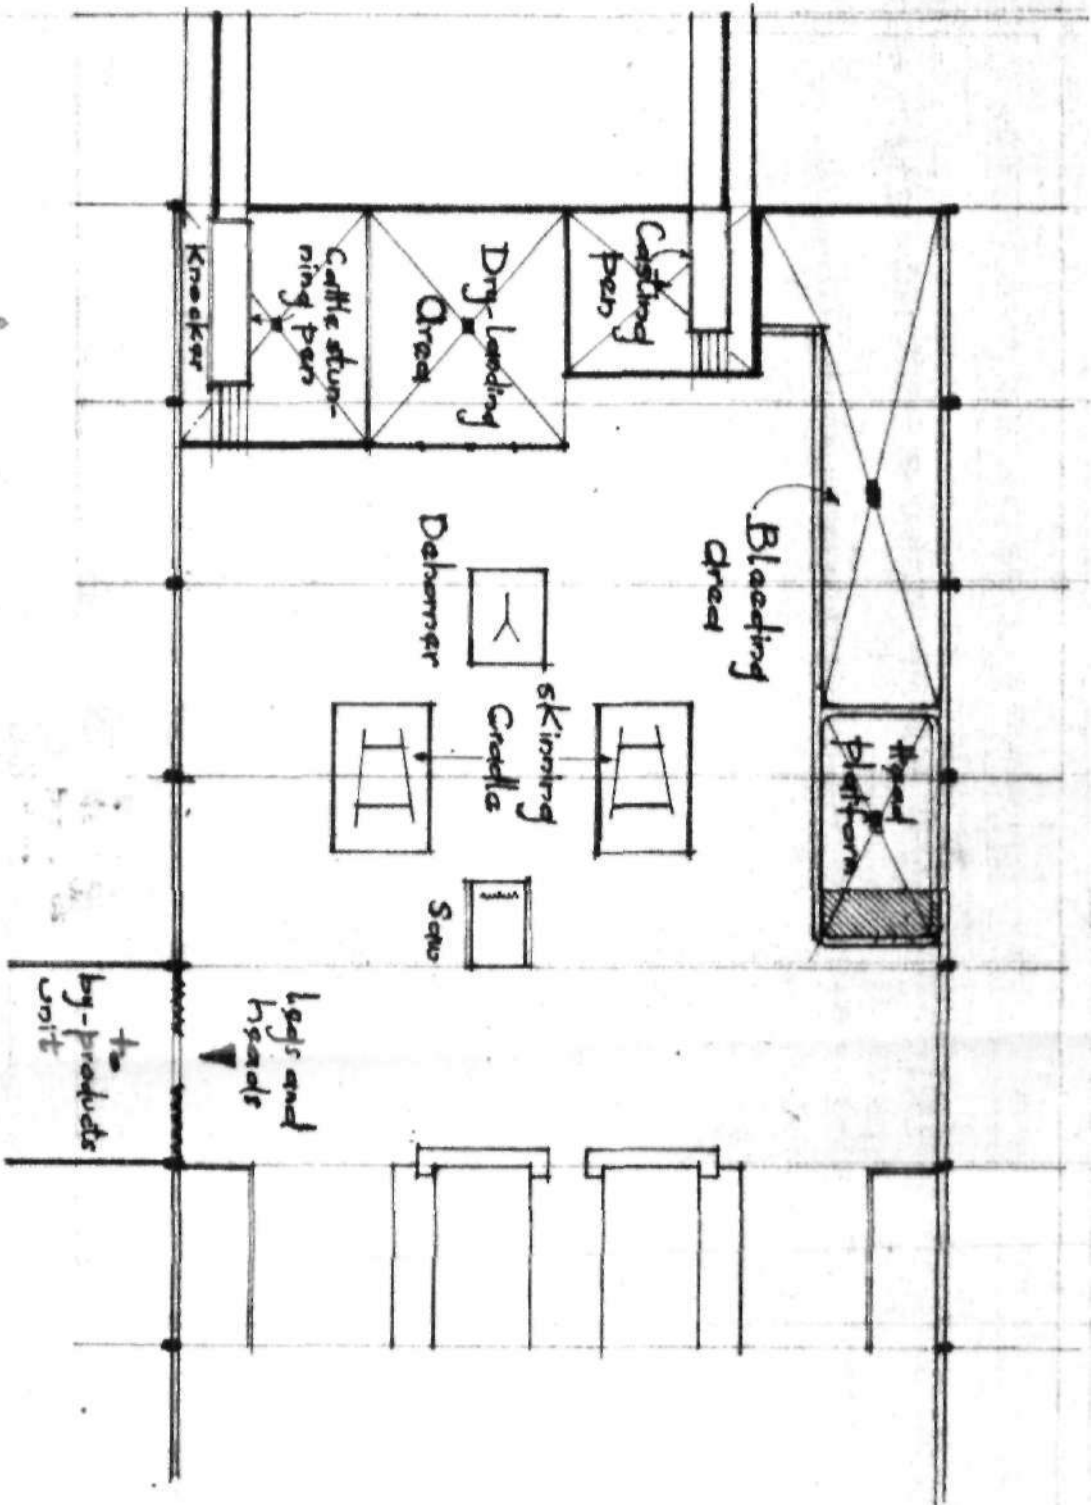 Casting
pen
Dry-Landing
Area
Cattle stun-
ning pen
Knocker
Bleeding
area
Head
platform
Dehorner
Skinning
Cradle
Saw
legs and
heads
to
by-products
unit